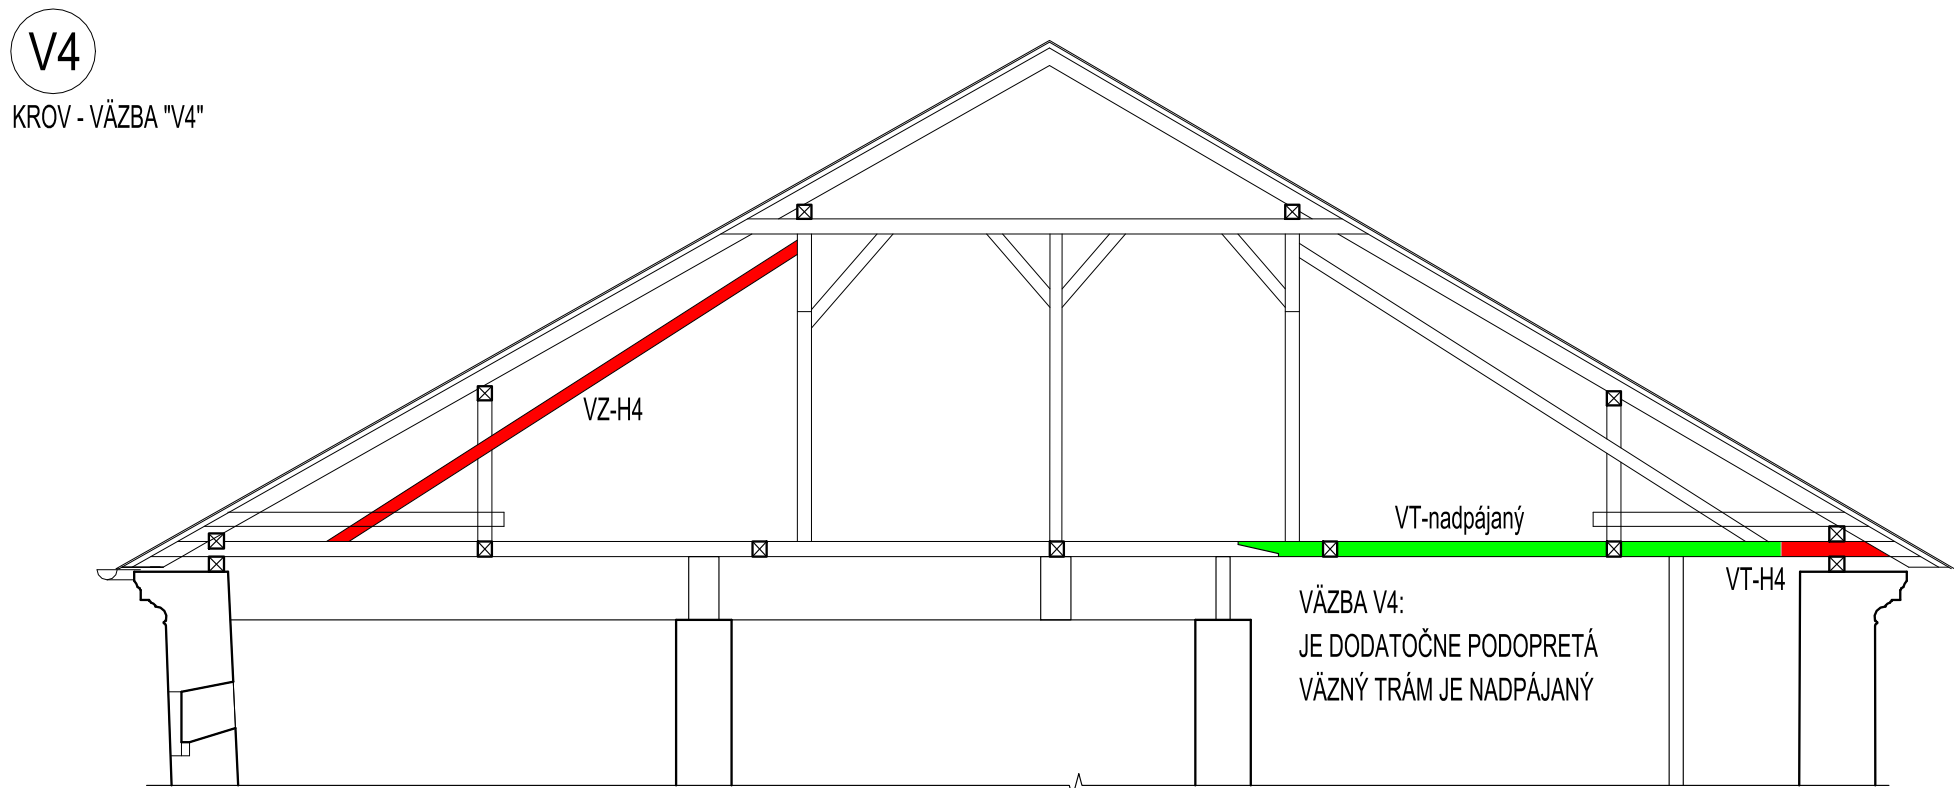 V4
KROV - VÄZBA "V4"
VZ-H4
VT-nadpájaný
VT-H4
VÄZBA V4:
JE DODATOČNE PODOPRETÁ
VÄZNÝ TRÁM JE NADPÁJANÝ